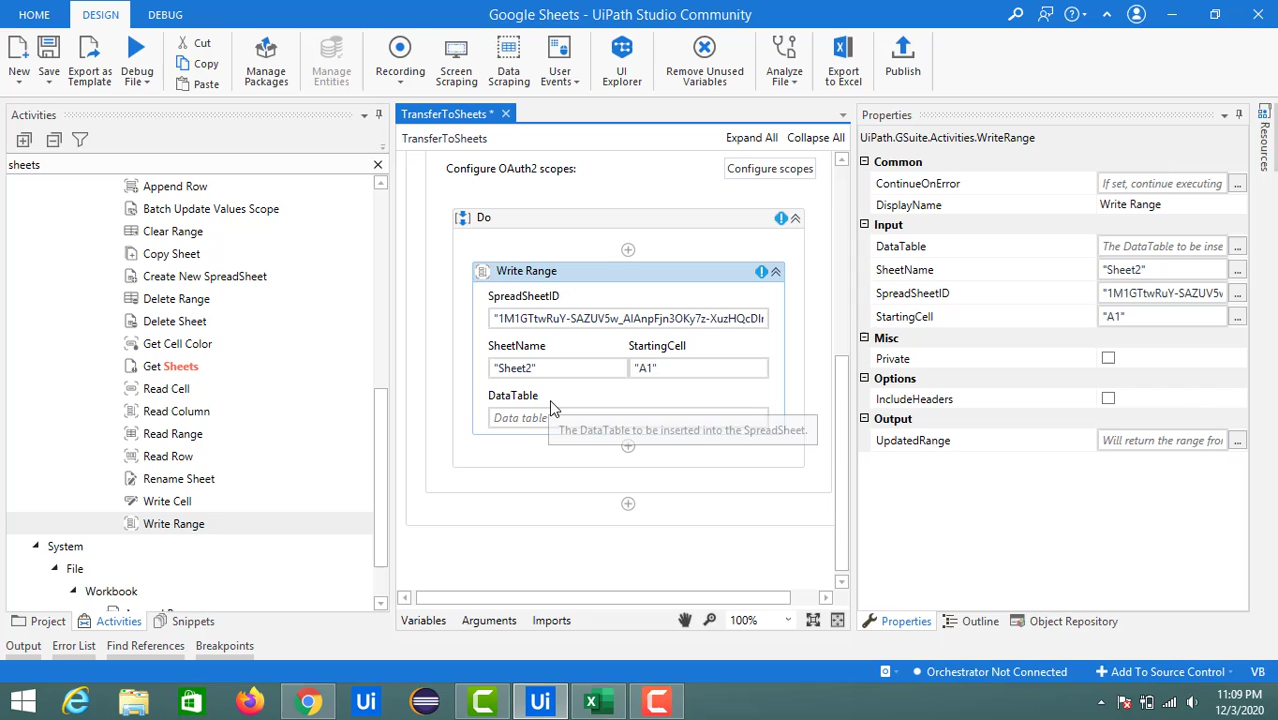 HOME DESIGN DEBUG Google Sheets - UiPath Studio Community
New Save Export as Template Debug File Cut Copy Paste Manage Packages Manage Entities Recording Screen Scraping Data Scraping User Events UI Explorer Remove Unused Variables Analyze File Export to Excel Publish
Activities
sheets
Append Row
Batch Update Values Scope
Clear Range
Copy Sheet
Create New SpreadSheet
Delete Range
Delete Sheet
Get Cell Color
Get Sheets
Read Cell
Read Column
Read Range
Read Row
Rename Sheet
Write Cell
Write Range
System
File
Workbook
Project Activities Snippets
TransferToSheets *
TransferToSheets Expand All Collapse All
Configure OAuth2 scopes: Configure scopes
Do
Write Range
SpreadSheetID
"1M1GTtwRuY-SAZUV5w_AIAnpFjn3OKy7z-XuzHQcDIr
SheetName StartingCell
"Sheet2" "A1"
DataTable
Data table
The DataTable to be inserted into the SpreadSheet.
Variables Arguments Imports 100%
Properties
UiPath.GSuite.Activities.WriteRange
Common
ContinueOnError If set, continue executing ...
DisplayName Write Range
Input
DataTable The DataTable to be inse ...
SheetName "Sheet2" ...
SpreadSheetID "1M1GTtwRuY-SAZUV5v ...
StartingCell "A1" ...
Misc
Private
Options
IncludeHeaders
Output
UpdatedRange Will return the range fror ...
Properties Outline Object Repository
Resources
Output Error List Find References Breakpoints
Orchestrator Not Connected Add To Source Control VB
Ui Ui
11:09 PM
12/3/2020